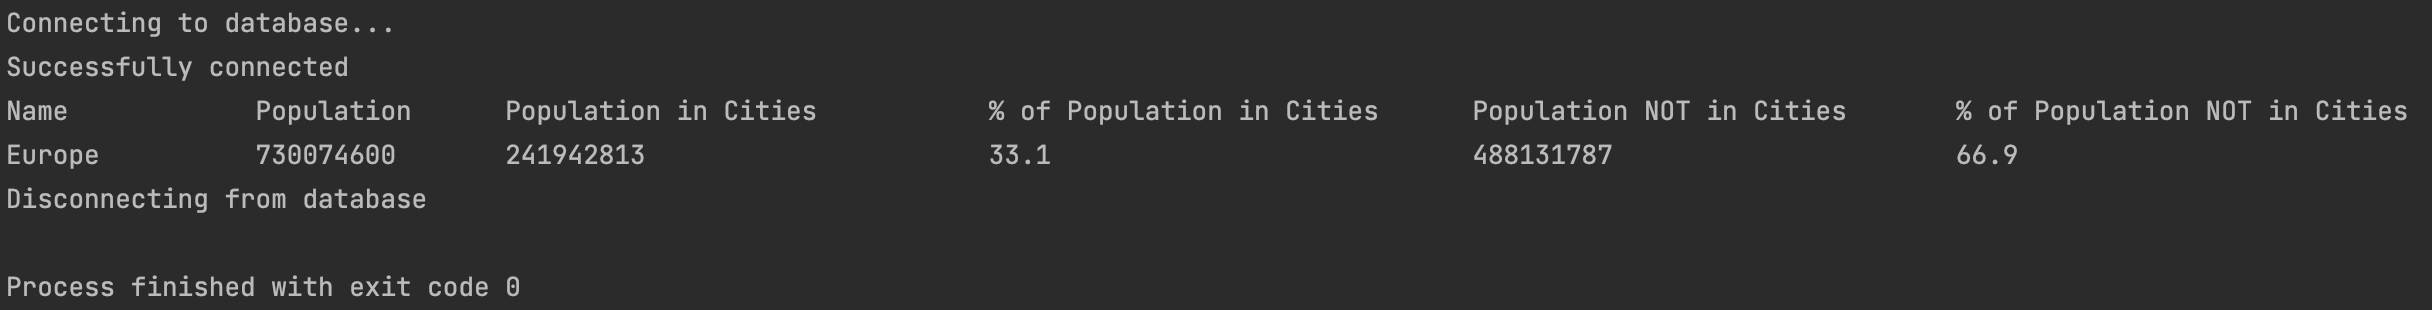 Connecting to database...
Successfully connected
Name Population Population in Cities % of Population in Cities Population NOT in Cities % of Population NOT in Cities
Europe 730074600 241942813 33.1 488131787 66.9
Disconnecting from database
Process finished with exit code 0